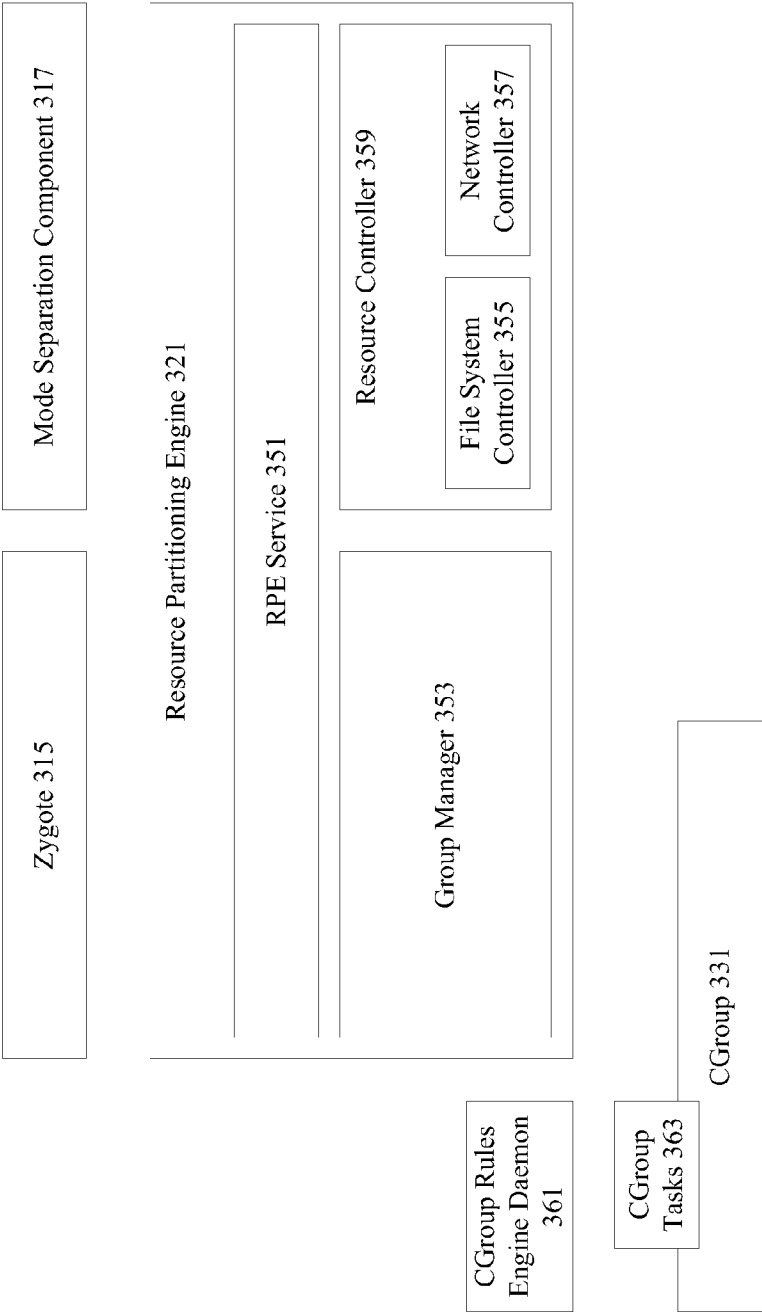 Zygote 315
Mode Separation Component 317
Resource Partitioning Engine 321
RPE Service 351
Group Manager 353
Resource Controller 359
File System
Controller 355
Network
Controller 357
CGroup Rules
Engine Daemon
361
CGroup
Tasks 363
CGroup 331